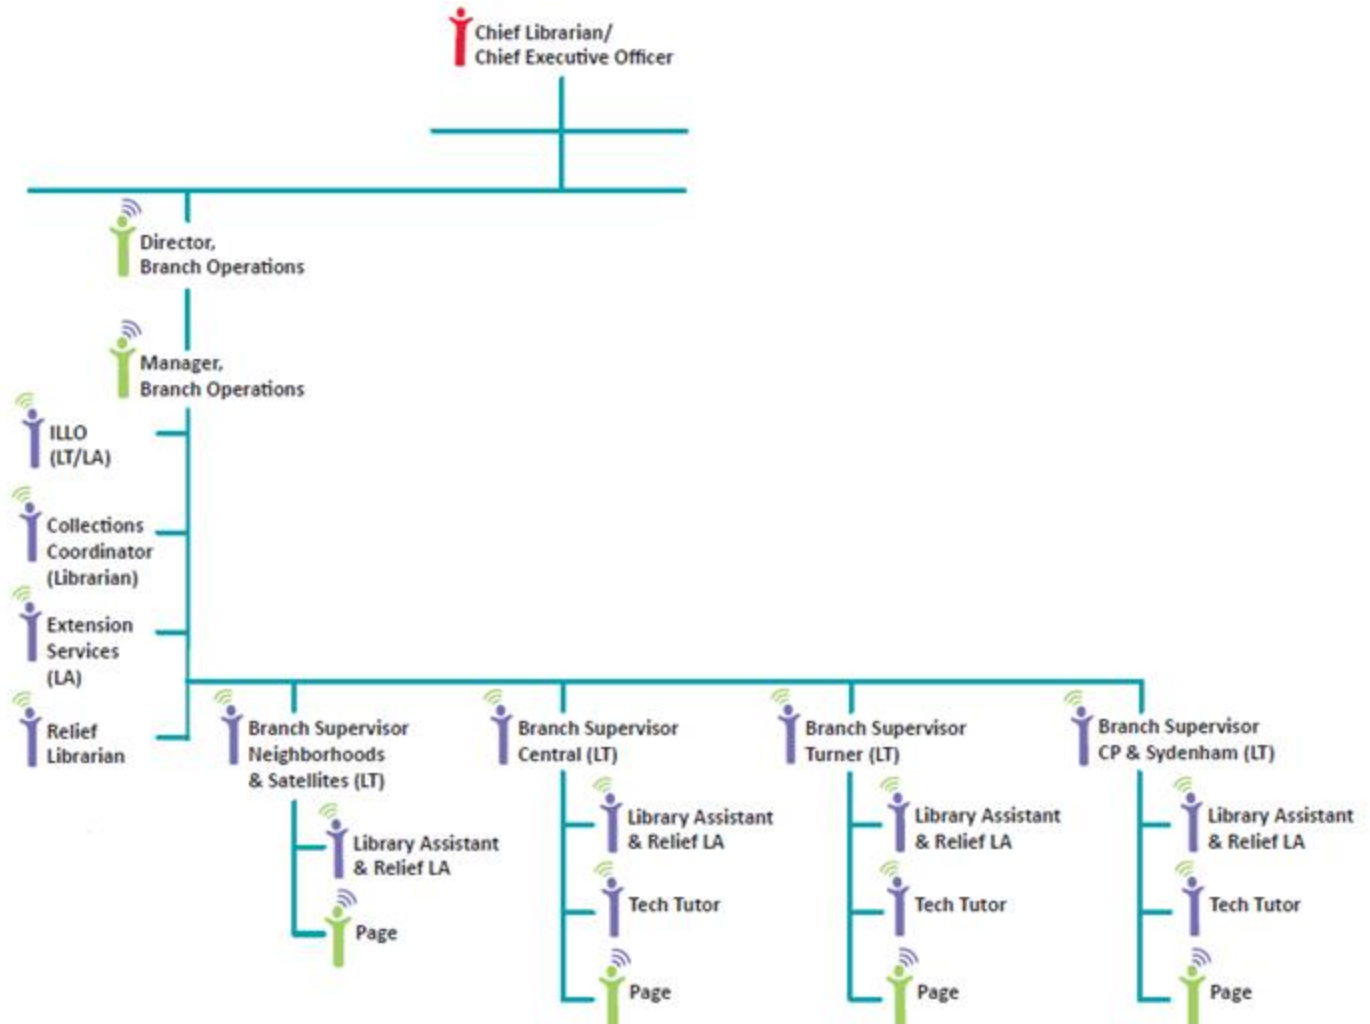 Chief Librarian/
Chief Executive Officer
Director,
Branch Operations
Manager,
Branch Operations
ILLO
(LT/LA)
Collections
Coordinator
(Librarian)
Extension
Services
(LA)
Relief
Librarian
Branch Supervisor
Neighborhoods
& Satellites (LT)
Library Assistant
& Relief LA
Page
Branch Supervisor
Central (LT)
Library Assistant
& Relief LA
Tech Tutor
Page
Branch Supervisor
Turner (LT)
Library Assistant
& Relief LA
Tech Tutor
Page
Branch Supervisor
CP & Sydenham (LT)
Library Assistant
& Relief LA
Tech Tutor
Page